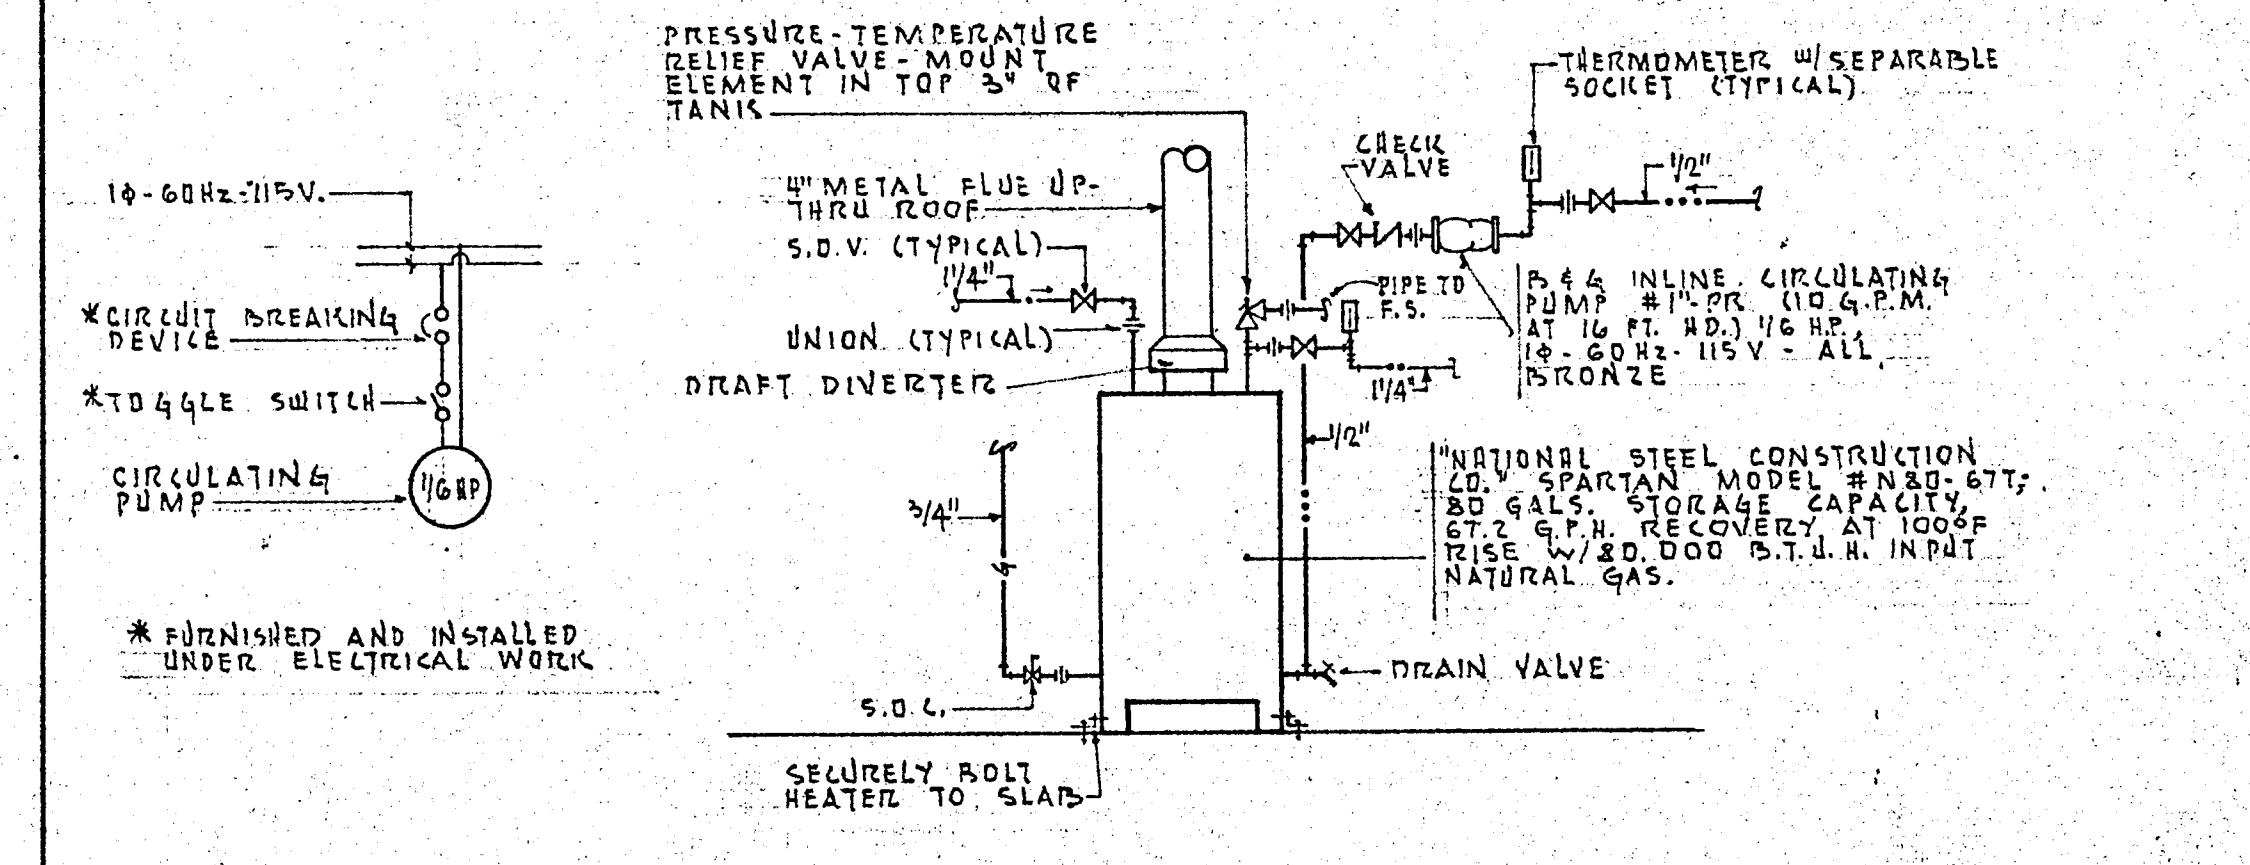 PRESSURE-TEMPERATURE
RELIEF VALVE-MOUNT
ELEMENT IN TOP 3" OF
TANK
THERMOMETER W/SEPARABLE
SOCKET (TYPICAL)
CHECK
VALVE
1/2"
1Φ-60Hz-115V.
4" METAL FLUE UP-
THRU ROOF
S.O.V. (TYPICAL)
1 1/4"
PIPE TO
F.S.
B & G INLINE CIRCULATING
PUMP #1"-PR (10 G.P.M.
AT 16 FT. HD.) 1/6 H.P.,
1Φ-60Hz-115V - ALL
BRONZE
*CIRCUIT BREAKING
DEVICE
UNION (TYPICAL)
DRAFT DIVERTER
1 1/4"
*TOGGLE SWITCH
1/2"
CIRCULATING
PUMP
1/6 HP
3/4"
G
"NATIONAL STEEL CONSTRUCTION
CO." SPARTAN MODEL #N80-67T;
80 GALS. STORAGE CAPACITY,
67.2 G.P.H. RECOVERY AT 100°F
RISE W/80,000 B.T.U.H. INPUT
NATURAL GAS.
* FURNISHED AND INSTALLED
UNDER ELECTRICAL WORK
DRAIN VALVE
S.O.C.
SECURELY BOLT
HEATER TO SLAB